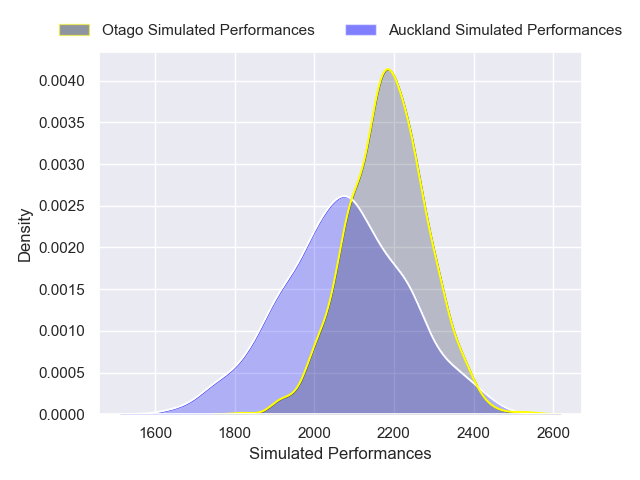 Otago Simulated Performances Auckland Simulated Performances
0.0040
0.0035
0.0030
0.0025
0.0020
0.0015
0.0010
0.0005
0.0000
Density
1600 1800 2000 2200 2400 2600
Simulated Performances